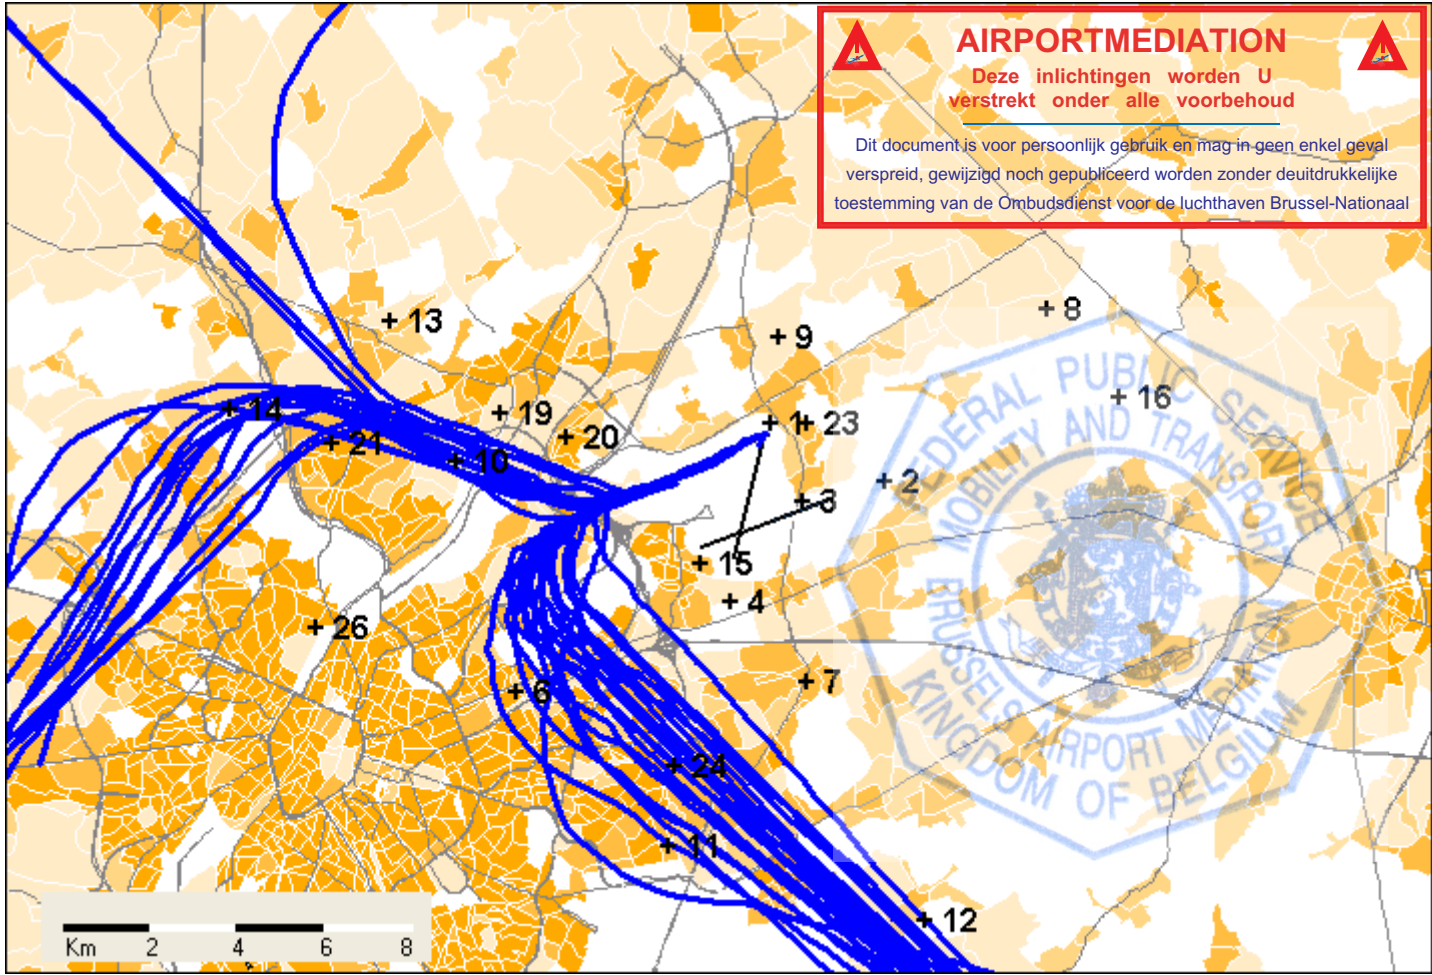 AIRPORTMEDIATION
Deze inlichtingen worden U
verstrekt onder alle voorbehoud
Dit document is voor persoonlijk gebruik en mag in geen enkel geval
verspreid, gewijzigd noch gepubliceerd worden zonder deuitdrukkelijke
toestemming van de Ombudsdienst voor de luchthaven Brussel-Nationaal
8
13
9
16
14
19
1
23
20
21
10
2
3
15
4
26
7
6
24
11
12
FEDERAL PUBLIC SERVICE
MOBILITY AND TRANSPORT
BRUSSELS AIRPORT MEDIATION
KINGDOM OF BELGIUM
Km 2 4 6 8